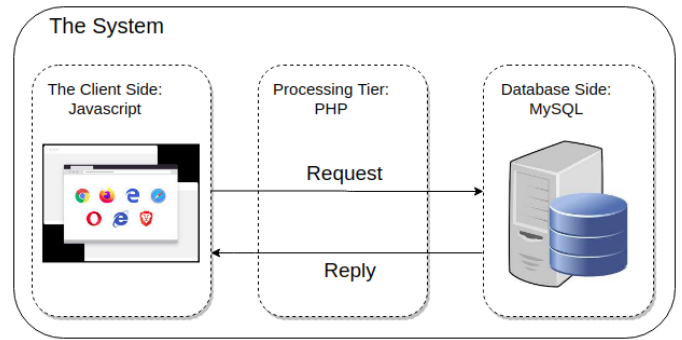 The System
The Client Side:
Javascript
Processing Tier:
PHP
Database Side:
MySQL
Request
Reply